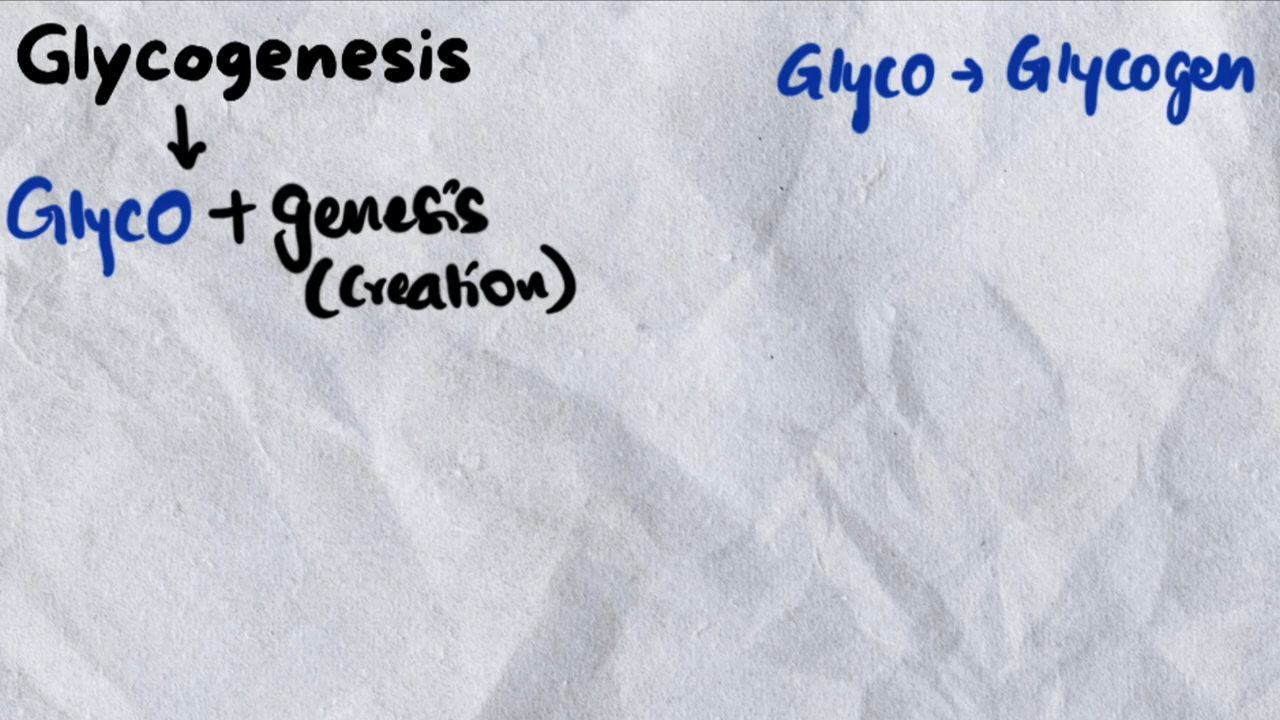 Glycogenesis
Glyco → Glycogen
↓
Glyco + genesis
(Creation)